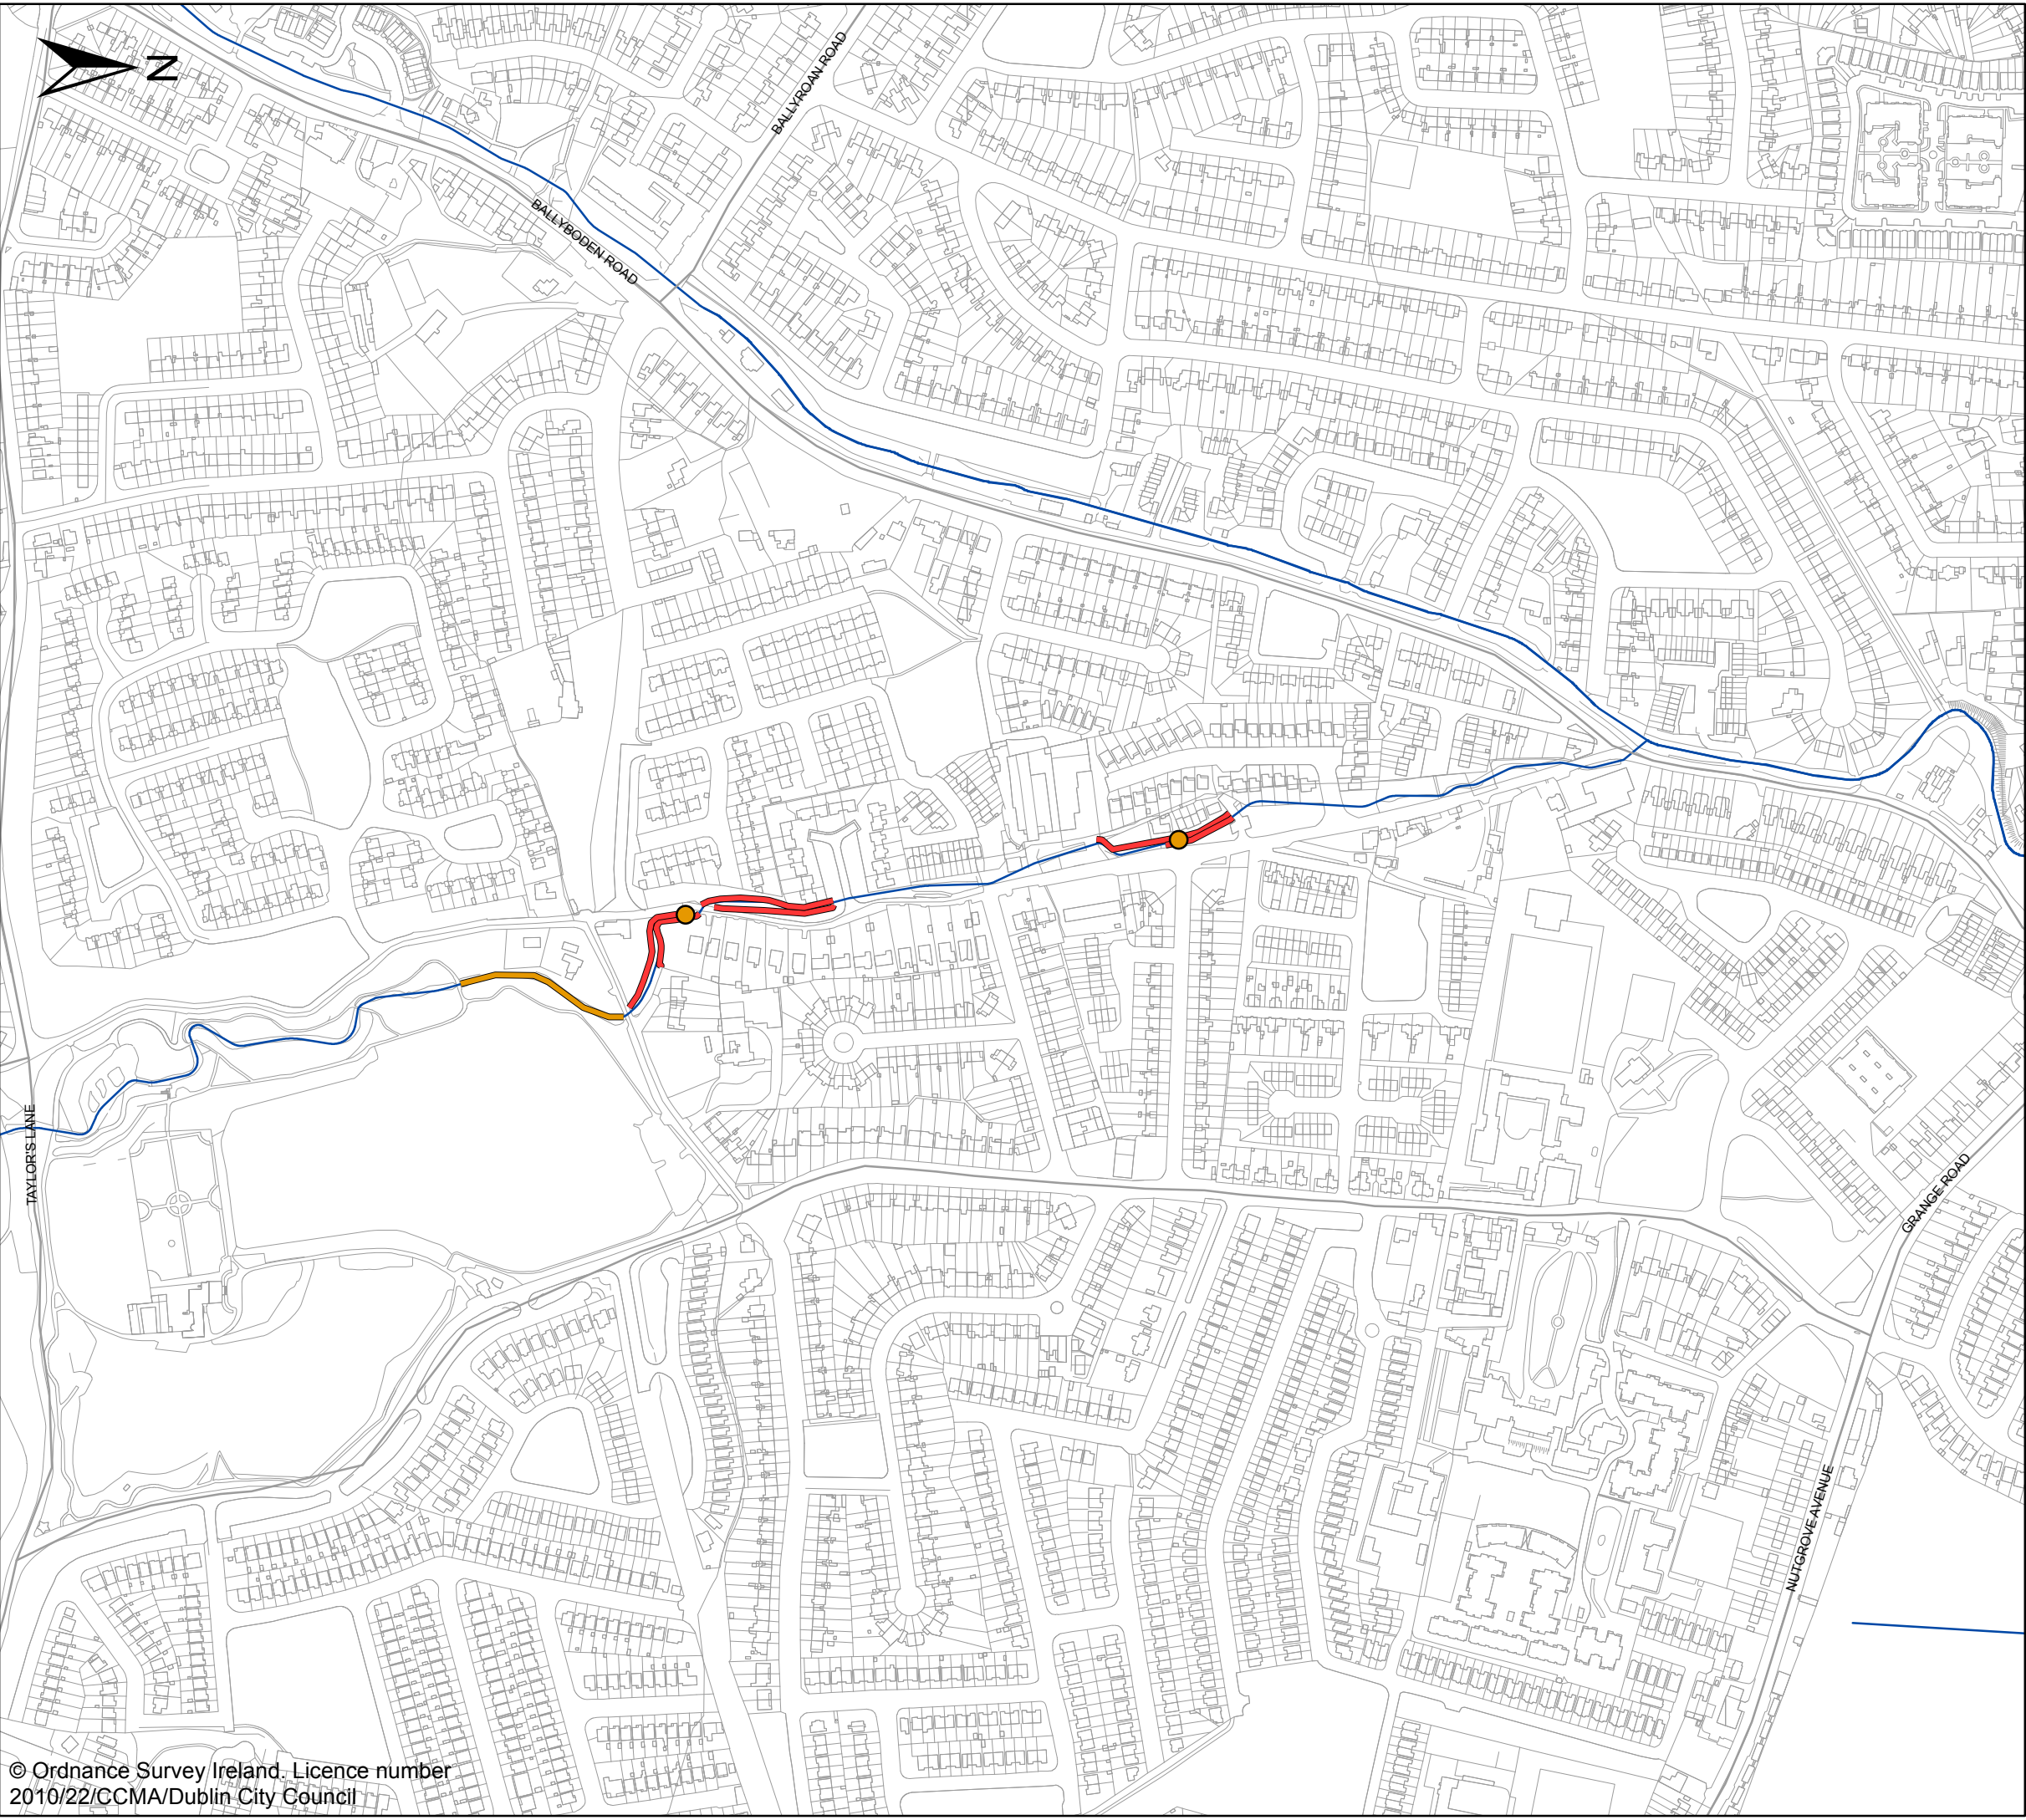 N
BALLYROAN ROAD
BALLYBODEN ROAD
TAYLOR'S LANE
GRANGE ROAD
NUTGROVE AVENUE
© Ordnance Survey Ireland. Licence number
2010/22/CCMA/Dublin City Council